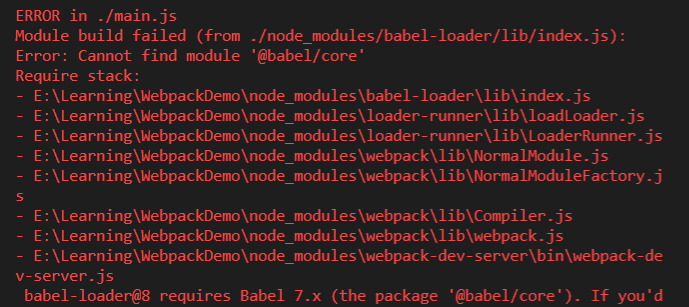 ERROR in ./main.js
Module build failed (from ./node_modules/babel-loader/lib/index.js):
Error: Cannot find module '@babel/core'
Require stack:
- E:\Learning\WebpackDemo\node_modules\babel-loader\lib\index.js
- E:\Learning\WebpackDemo\node_modules\loader-runner\lib\loadLoader.js
- E:\Learning\WebpackDemo\node_modules\loader-runner\lib\LoaderRunner.js
- E:\Learning\WebpackDemo\node_modules\webpack\lib\NormalModule.js
- E:\Learning\WebpackDemo\node_modules\webpack\lib\NormalModuleFactory.j
s
- E:\Learning\WebpackDemo\node_modules\webpack\lib\Compiler.js
- E:\Learning\WebpackDemo\node_modules\webpack\lib\webpack.js
- E:\Learning\WebpackDemo\node_modules\webpack-dev-server\bin\webpack-de
v-server.js
 babel-loader@8 requires Babel 7.x (the package '@babel/core'). If you'd